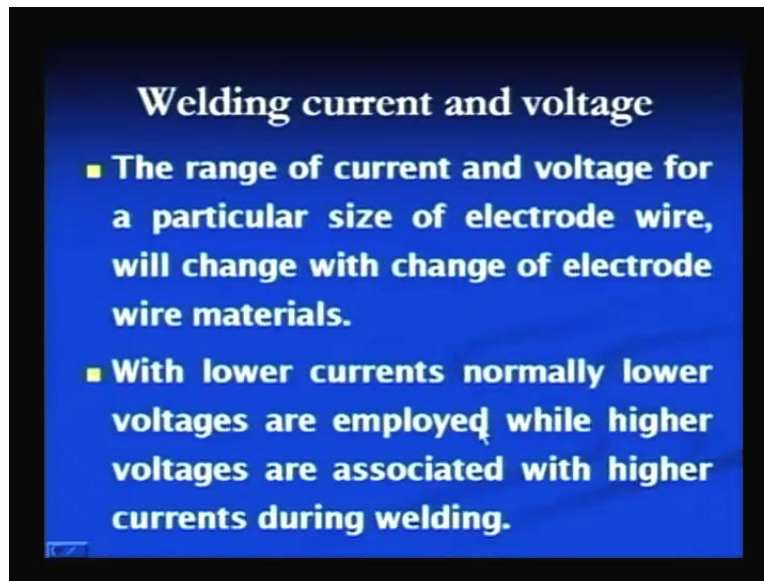 Welding current and voltage
The range of current and voltage for
a particular size of electrode wire,
will change with change of electrode
wire materials.
With lower currents normally lower
voltages are employed while higher
voltages are associated with higher
currents during welding.